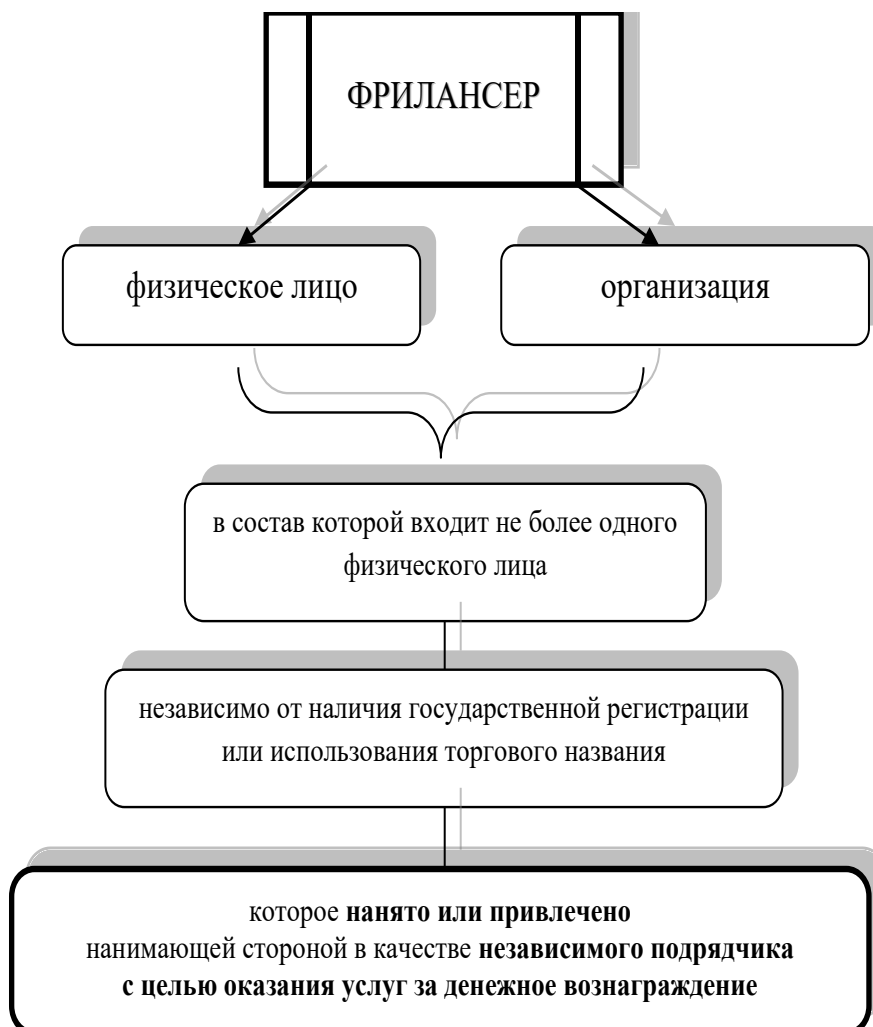 ФРИЛАНСЕР
физическое лицо
организация
в состав которой входит не более одного
физического лица
независимо от наличия государственной регистрации
или использования торгового названия
которое нанято или привлечено
нанимающей стороной в качестве независимого подрядчика
с целью оказания услуг за денежное вознаграждение